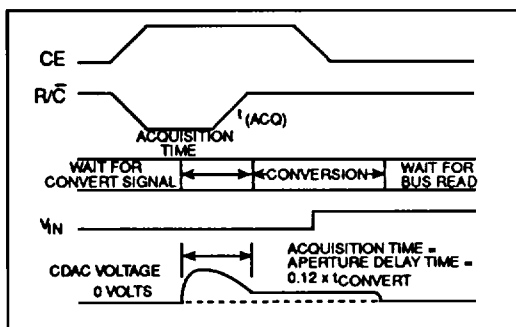 CE
R/C̅
t(ACQ)
ACQUISITION
TIME
WAIT FOR
CONVERT SIGNAL
CONVERSION
WAIT FOR
BUS READ
VIN
CDAC VOLTAGE
0 VOLTS
ACQUISITION TIME =
APERTURE DELAY TIME =
0.12 x tCONVERT